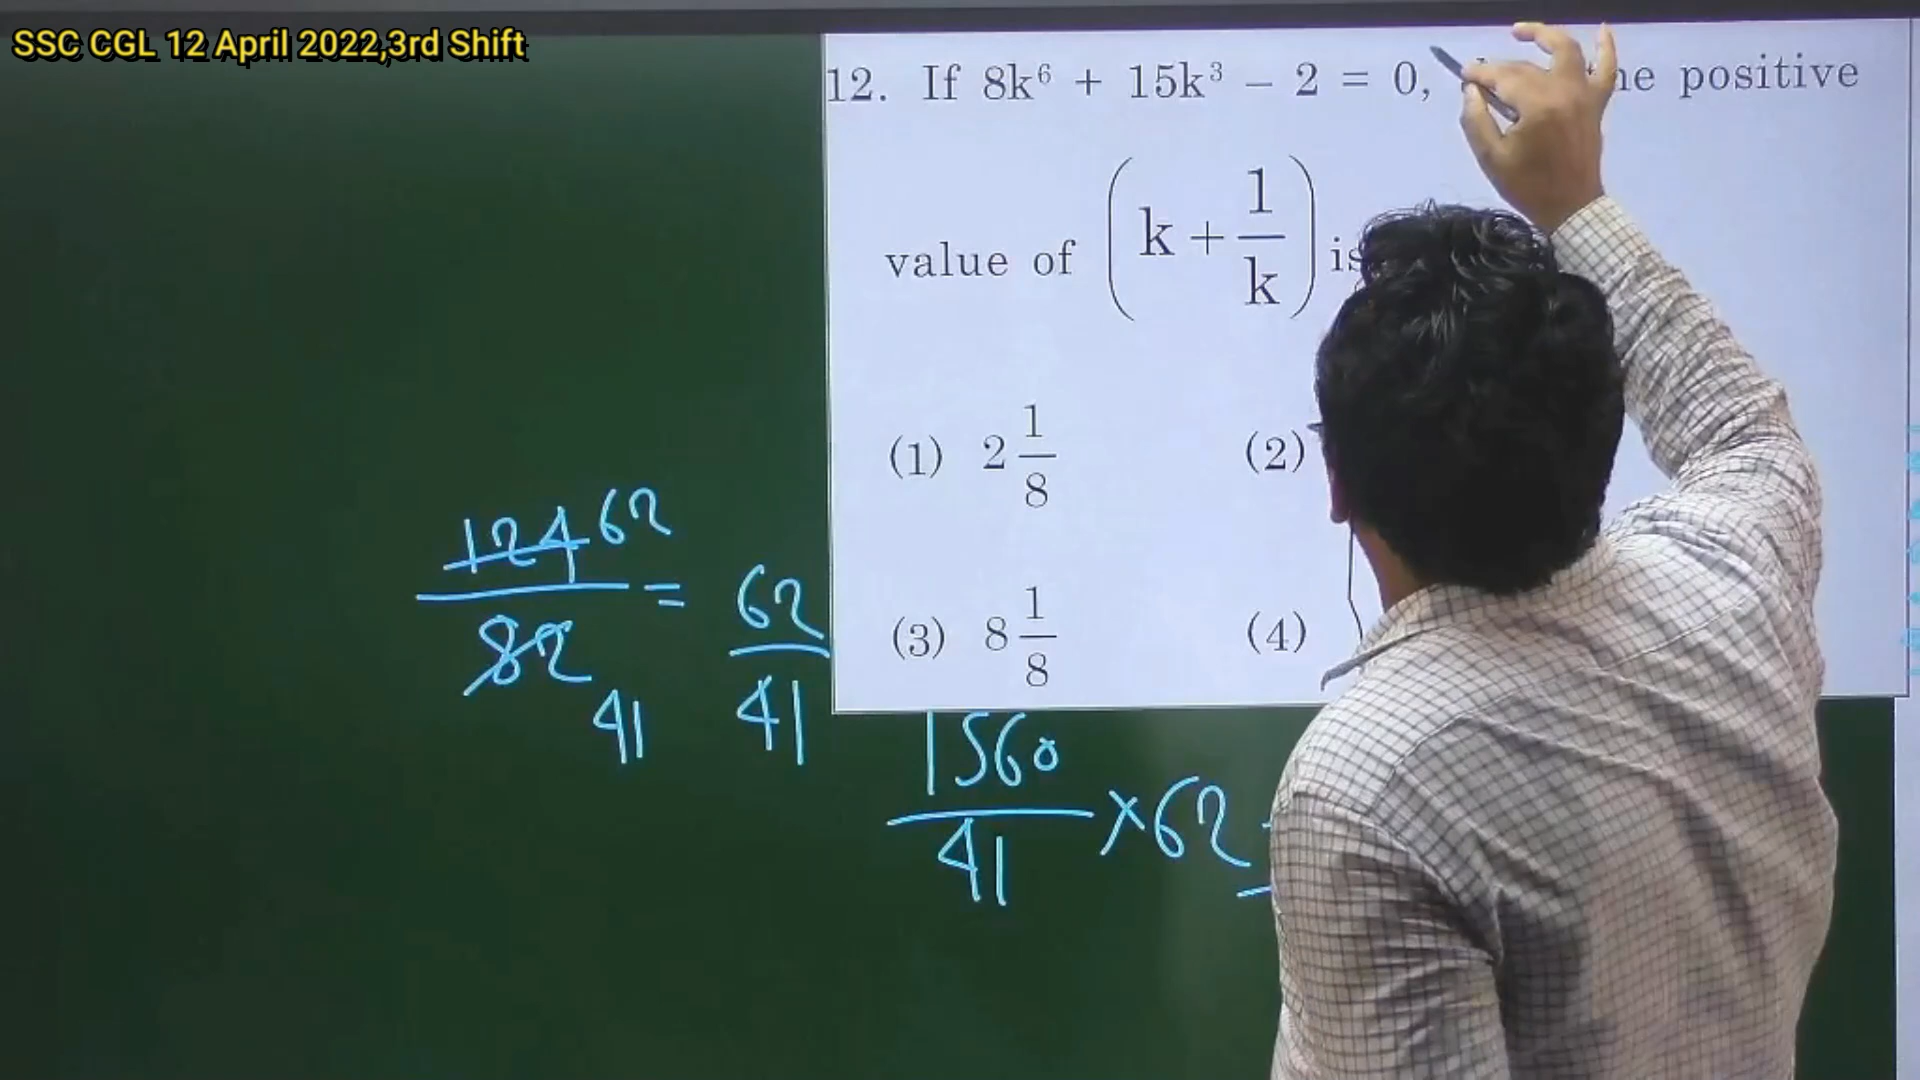 SSC CGL 12 April 2022,3rd Shift
12. If 8k⁶ + 15k³ − 2 = 0, positive
value of (k + 1/k) is
(1) 2 1/8 (2)
(3) 8 1/8 (4)
124 62
82 41
= 62/41
1560/41 ×62